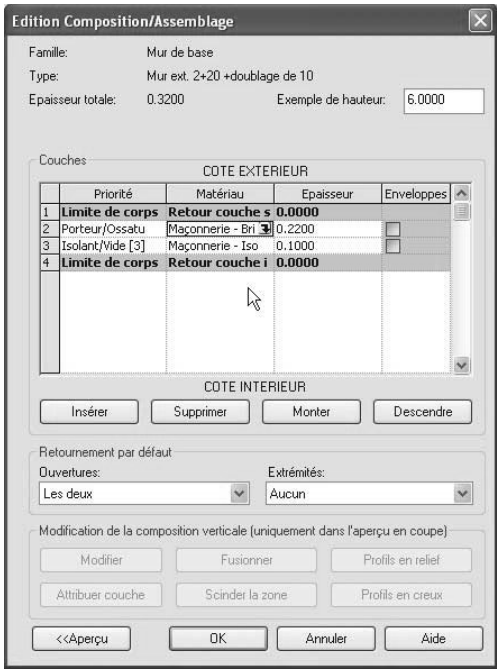 Edition Composition/Assemblage
Famille: Mur de base
Type: Mur ext. 2+20 +doublage de 10
Epaisseur totale: 0.3200 Exemple de hauteur: 6.0000
Couches
COTE EXTERIEUR
Priorité Matériau Epaisseur Enveloppes
1 Limite de corps Retour couche s 0.0000
2 Porteur/Ossatu Maçonnerie - Bri 0.2200
3 Isolant/Vide [3] Maçonnerie - Iso 0.1000
4 Limite de corps Retour couche i 0.0000
COTE INTERIEUR
Insérer Supprimer Monter Descendre
Retournement par défaut
Ouvertures: Extrémités:
Les deux Aucun
Modification de la composition verticale (uniquement dans l'aperçu en coupe)
Modifier Fusionner Profils en relief
Attribuer couche Scinder la zone Profils en creux
<<Aperçu OK Annuler Aide